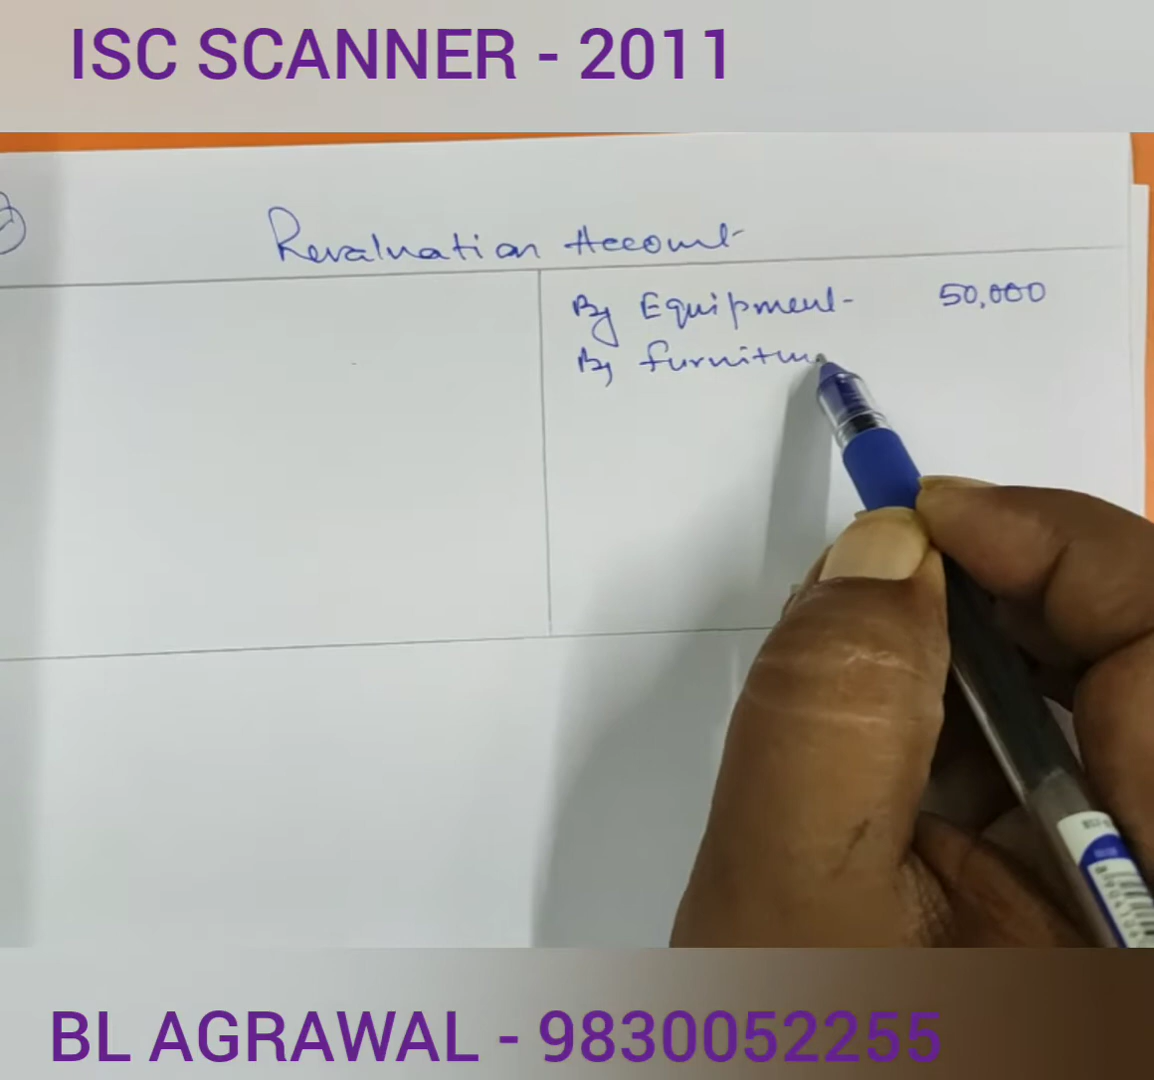 ISC SCANNER - 2011
Revaluation Account
By Equipment 50,000
By furnitu
BL AGRAWAL - 9830052255